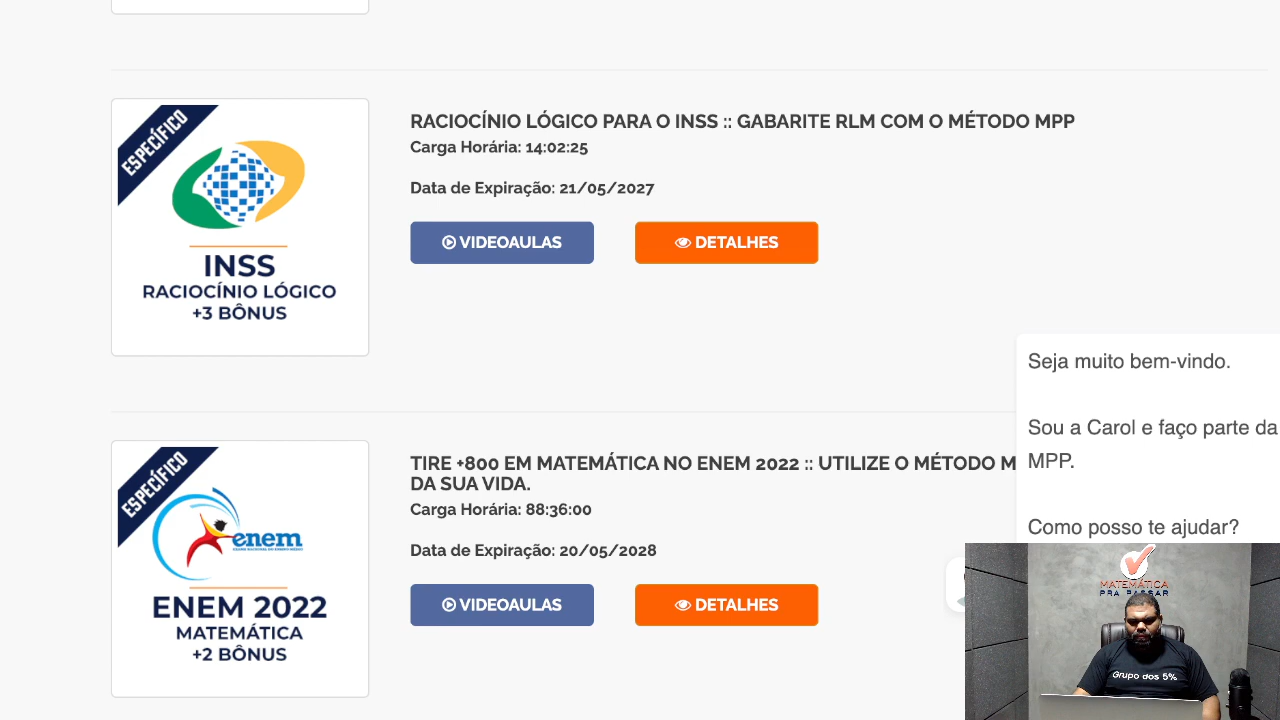 ESPECÍFICO
INSS
RACIOCÍNIO LÓGICO
+3 BÔNUS
RACIOCÍNIO LÓGICO PARA O INSS :: GABARITE RLM COM O MÉTODO MPP
Carga Horária: 14:02:25
Data de Expiração: 21/05/2027
VIDEOAULAS
DETALHES
ESPECÍFICO
enem
ENEM 2022
MATEMÁTICA
+2 BÔNUS
TIRE +800 EM MATEMÁTICA NO ENEM 2022 :: UTILIZE O MÉTODO M
DA SUA VIDA.
Carga Horária: 88:36:00
Data de Expiração: 20/05/2028
VIDEOAULAS
DETALHES
Seja muito bem-vindo.
Sou a Carol e faço parte da
MPP.
Como posso te ajudar?
MATEMÁTICA
PRA PASSAR
Grupo dos 5%